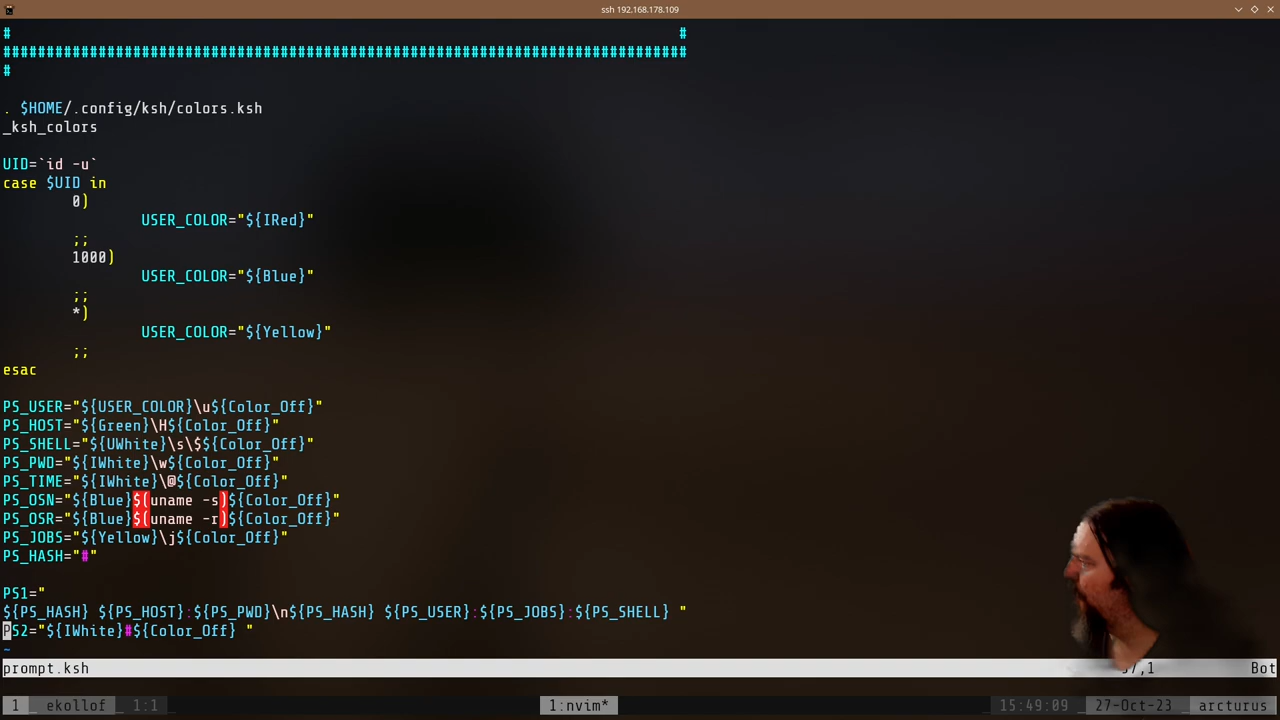 ssh 192.168.178.109
# #
###############################################################################
#
. $HOME/.config/ksh/colors.ksh
_ksh_colors
UID=`id -u`
case $UID in
0)
USER_COLOR="${IRed}"
;;
1000)
USER_COLOR="${Blue}"
;;
*)
USER_COLOR="${Yellow}"
;;
esac
PS_USER="${USER_COLOR}\u${Color_Off}"
PS_HOST="${Green}\H${Color_Off}"
PS_SHELL="${UWhite}\s\$${Color_Off}"
PS_PWD="${IWhite}\w${Color_Off}"
PS_TIME="${IWhite}\@${Color_Off}"
PS_OSN="${Blue}$(uname -s)${Color_Off}"
PS_OSR="${Blue}$(uname -r)${Color_Off}"
PS_JOBS="${Yellow}\j${Color_Off}"
PS_HASH="#"
PS1="
${PS_HASH} ${PS_HOST}:${PS_PWD}\n${PS_HASH} ${PS_USER}:${PS_JOBS}:${PS_SHELL} "
PS2="${IWhite}#${Color_Off} "
~
prompt.ksh 7,1 Bot
1 ekollof 1:1 1:nvim* 15:49:09 27-Oct-23 arcturus